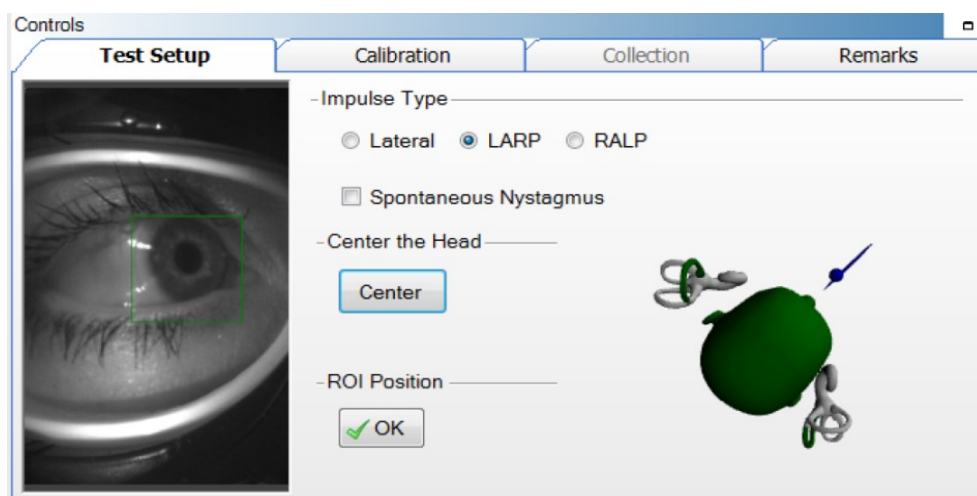 Controls
Test Setup Calibration Collection Remarks
Impulse Type
Lateral LARP RALP
Spontaneous Nystagmus
Center the Head
Center
ROI Position
OK